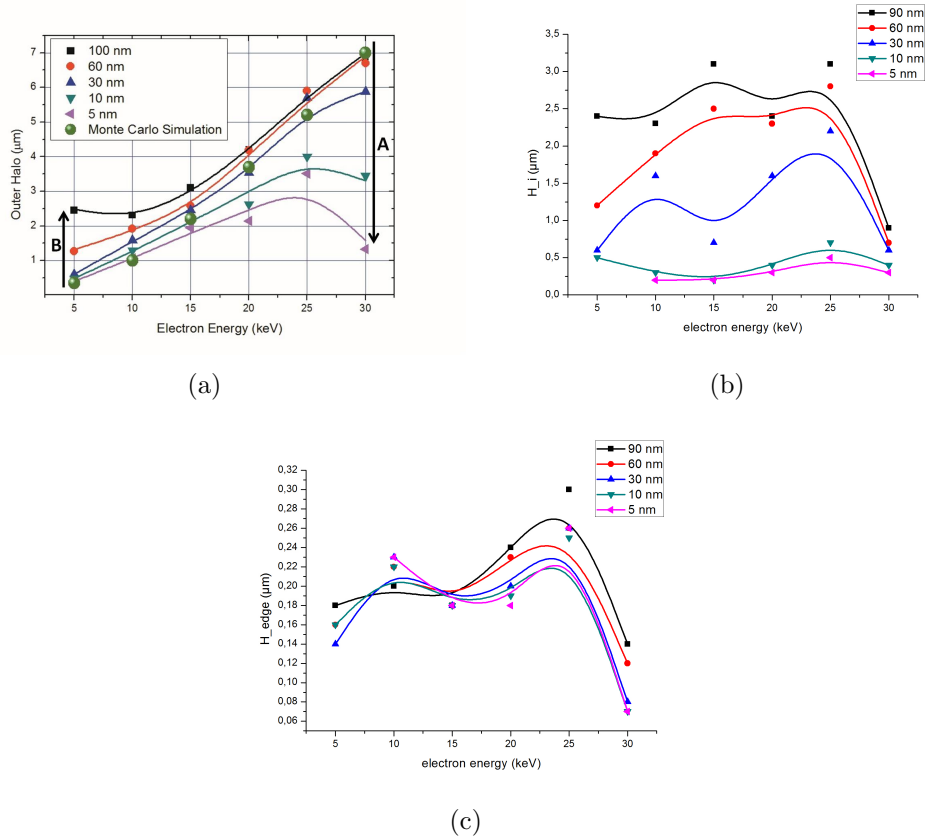 100 nm
60 nm
30 nm
10 nm
5 nm
Monte Carlo Simulation
A
B
Outer Halo (µm)
7
6
5
4
3
2
1
5 10 15 20 25 30
Electron Energy (keV)
(a)
90 nm
60 nm
30 nm
10 nm
5 nm
H_i (µm)
3,5
3,0
2,5
2,0
1,5
1,0
0,5
0,0
5 10 15 20 25 30
electron energy (keV)
(b)
90 nm
60 nm
30 nm
10 nm
5 nm
H_edge (µm)
0,32
0,30
0,28
0,26
0,24
0,22
0,20
0,18
0,16
0,14
0,12
0,10
0,08
0,06
5 10 15 20 25 30
electron energy (keV)
(c)